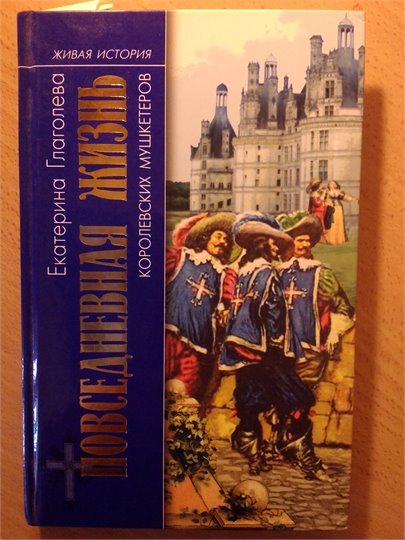 ЖИВАЯ ИСТОРИЯ
Екатерина Глаголева
ПОВСЕДНЕВНАЯ ЖИЗНЬ
КОРОЛЕВСКИХ МУШКЕТЕРОВ